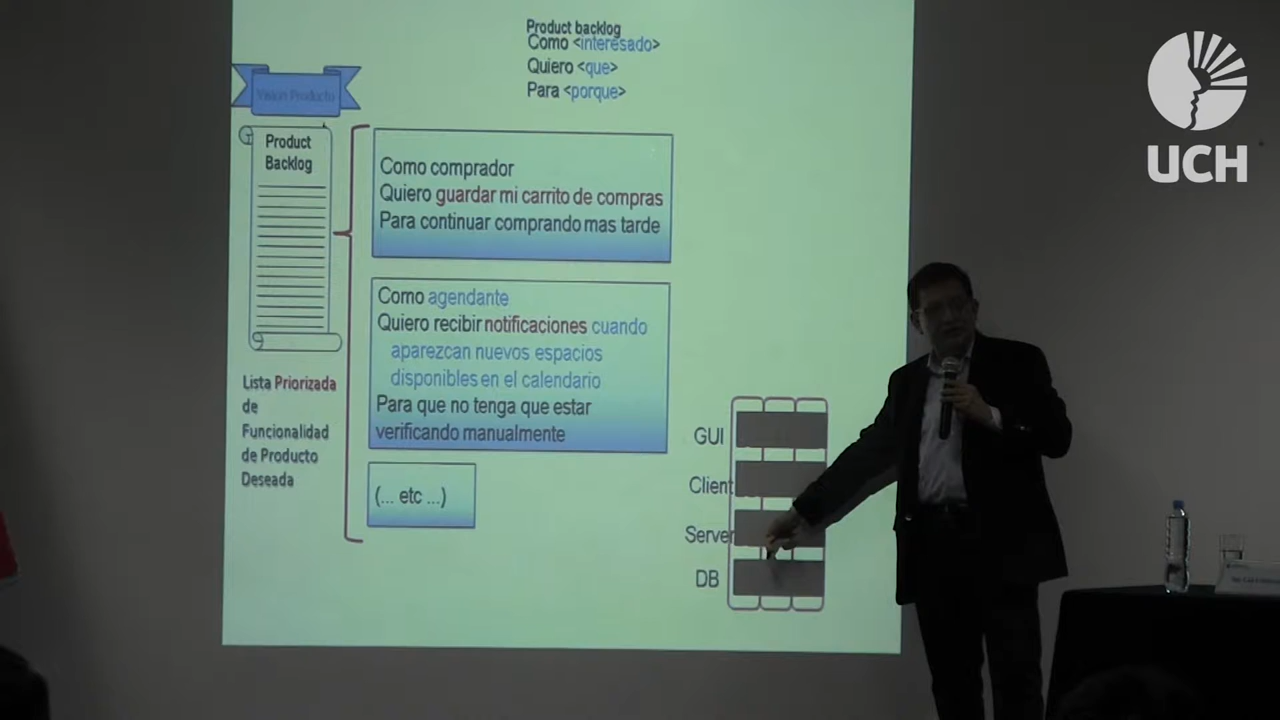 Product backlog
Como <interesado>
Quiero <que>
Para <porque>
Visión Producto
Product
Backlog
Como comprador
Quiero guardar mi carrito de compras
Para continuar comprando mas tarde
Como agendante
Quiero recibir notificaciones cuando
aparezcan nuevos espacios
disponibles en el calendario
Para que no tenga que estar
verificando manualmente
(... etc ...)
Lista Priorizada
de
Funcionalidad
de Producto
Deseada
GUI
Client
Server
DB
UCH